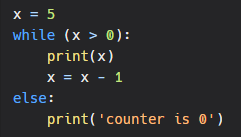 x = 5
while (x > 0):
    print(x)
    x = x - 1
else:
    print('counter is 0')